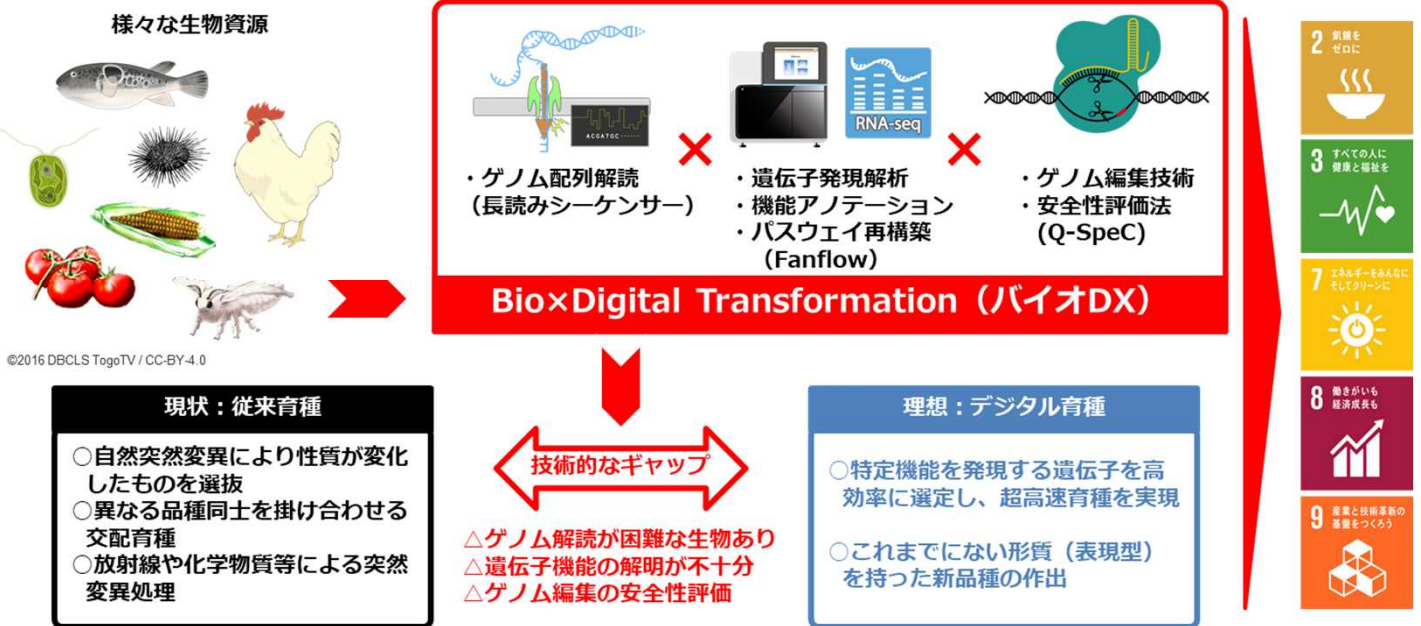 様々な生物資源
ACGATGC
RNA-seq
・ゲノム配列解読
（長読みシーケンサー）
・遺伝子発現解析
・機能アノテーション
・パスウェイ再構築
（Fanflow）
・ゲノム編集技術
・安全性評価法
(Q-SpeC)
Bio×Digital Transformation（バイオDX）
©2016 DBCLS TogoTV / CC-BY-4.0
現状：従来育種
○自然突然変異により性質が変化
したものを選抜
○異なる品種同士を掛け合わせる
交配育種
○放射線や化学物質等による突然
変異処理
技術的なギャップ
△ゲノム解読が困難な生物あり
△遺伝子機能の解明が不十分
△ゲノム編集の安全性評価
理想：デジタル育種
○特定機能を発現する遺伝子を高
効率に選定し、超高速育種を実現
○これまでにない形質（表現型）
を持った新品種の作出
2 飢餓を
ゼロに
3 すべての人に
健康と福祉を
7 エネルギーをみんなに
そしてクリーンに
8 働きがいも
経済成長も
9 産業と技術革新の
基盤をつくろう